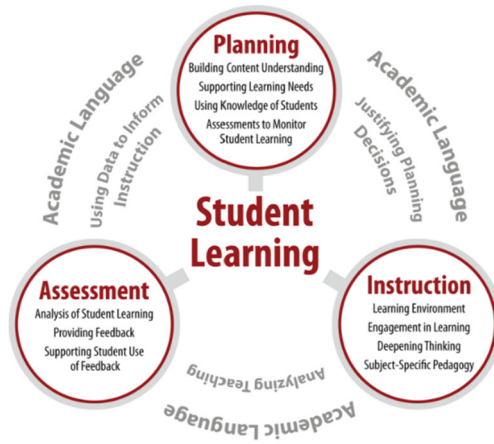 Planning
Building Content Understanding
Supporting Learning Needs
Using Knowledge of Students
Assessments to Monitor
Student Learning
Academic Language
Using Data to Inform
Instruction
Academic Language
Justifying Planning
Decisions
Student
Learning
Assessment
Analysis of Student Learning
Providing Feedback
Supporting Student Use
of Feedback
Instruction
Learning Environment
Engagement in Learning
Deepening Thinking
Subject-Specific Pedagogy
Analyzing Teaching
Academic Language